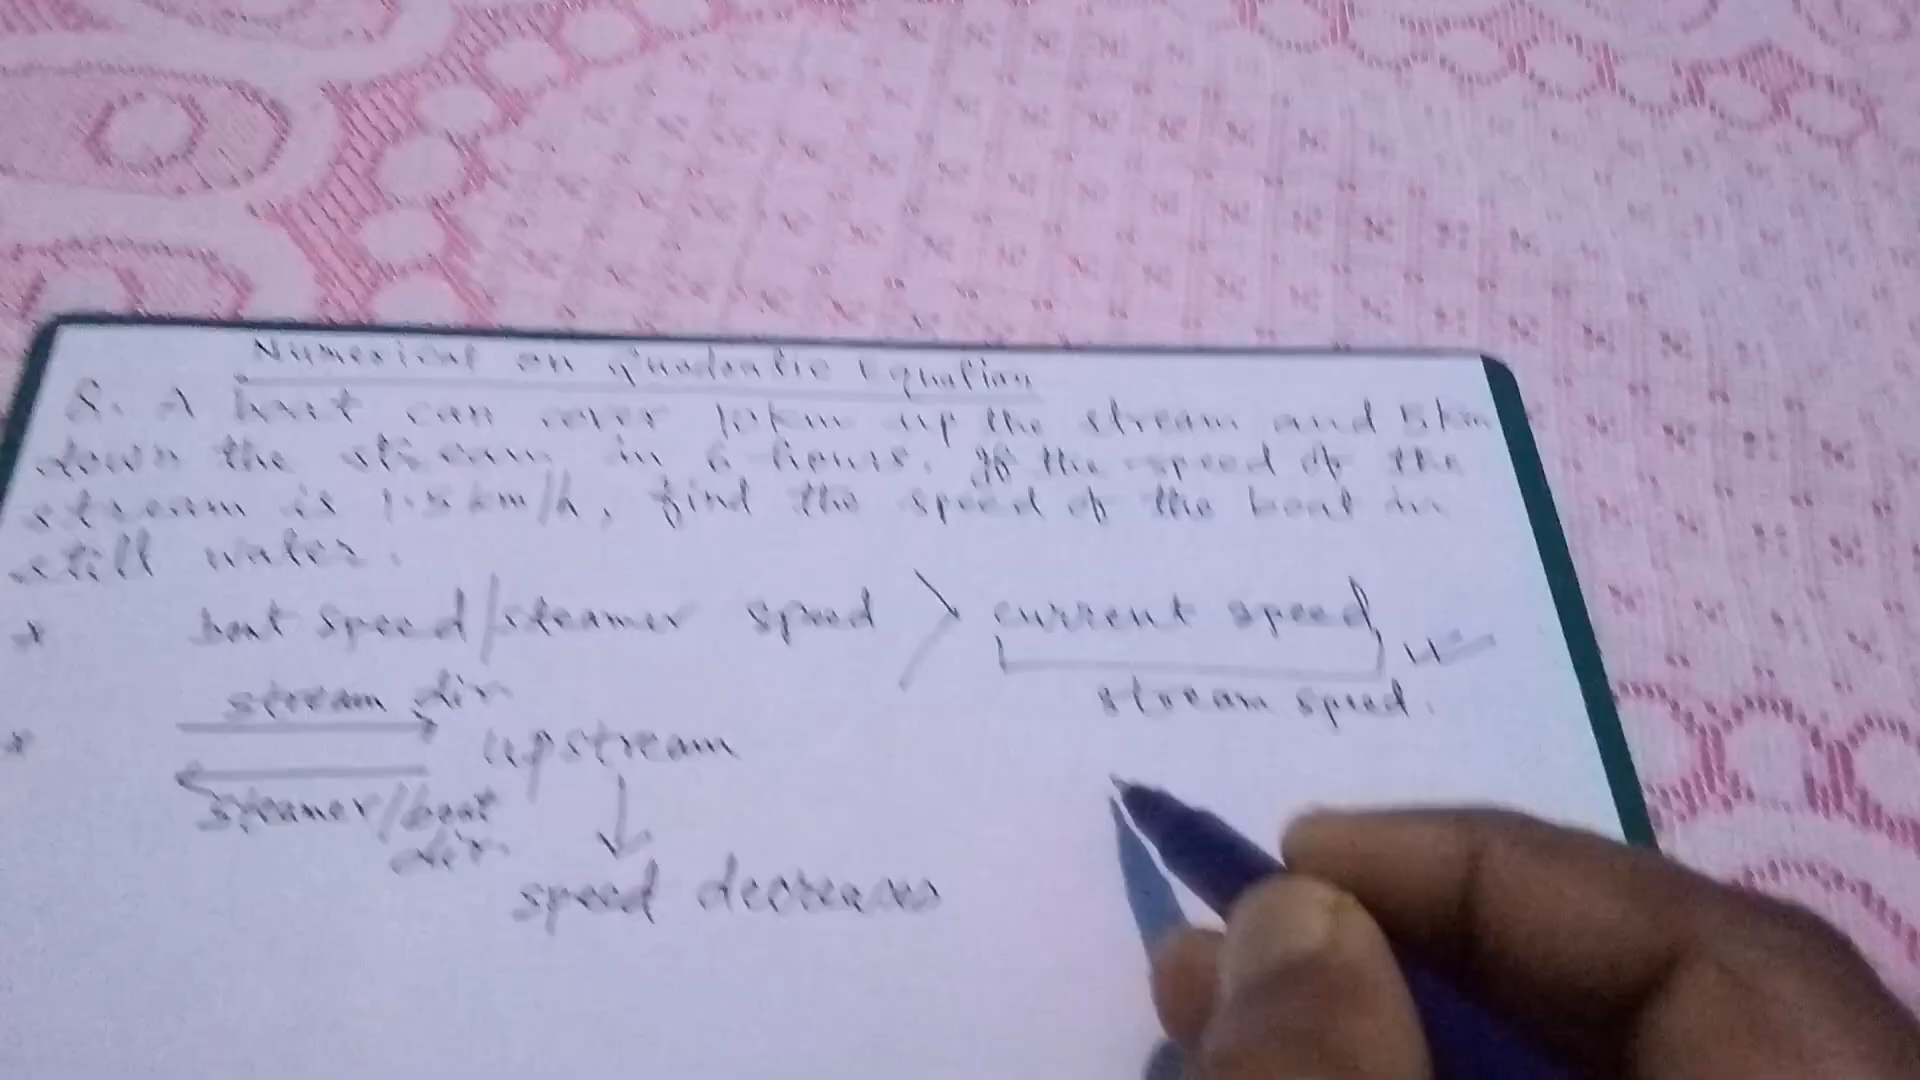 Numerical on Quadratic Equation
Q. A boat can cover 10km up the stream and 5km
down the stream in 6 hours. If the speed of the
stream is 1.5 km/h, find the speed of the boat in
still water.
* boat speed/steamer speed > current speed
stream speed.
* stream dir
upstream
steamer/boat
dir
speed decreases